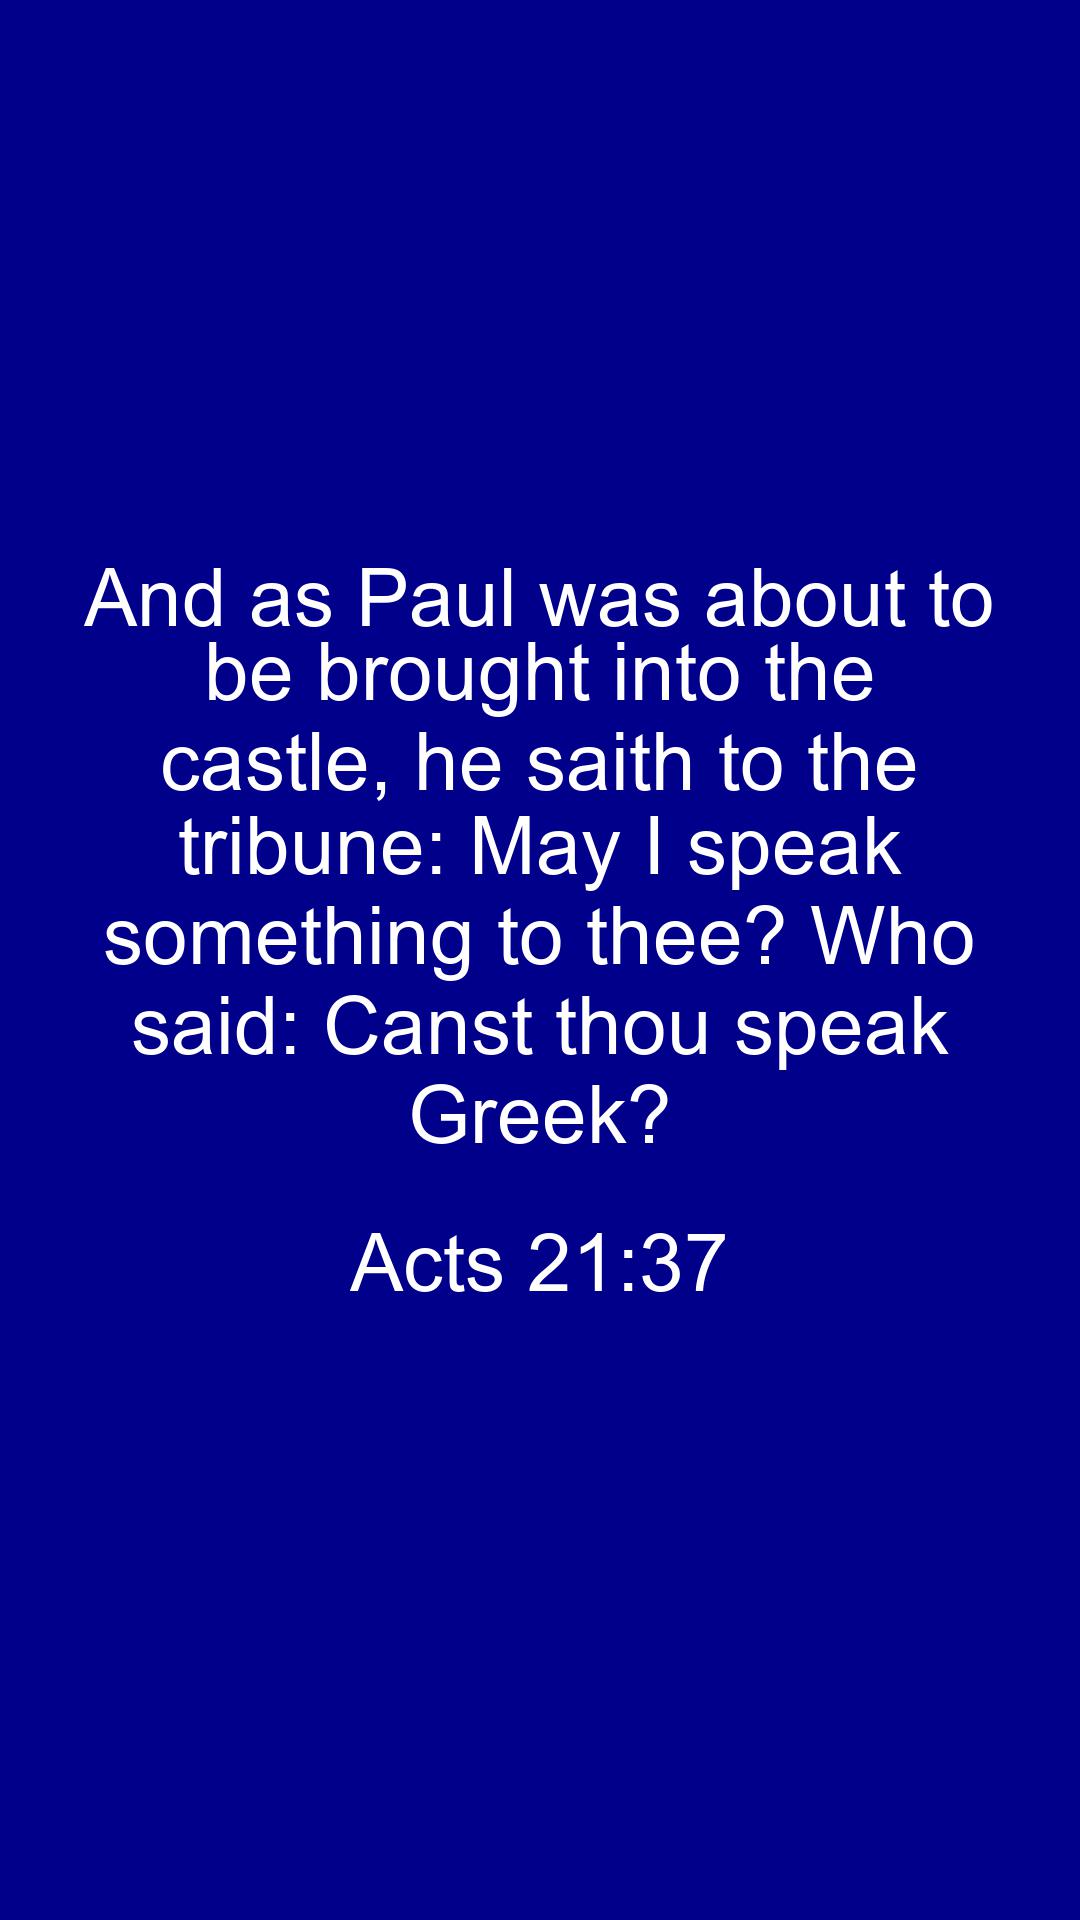 And as Paul was about to
be brought into the
castle, he saith to the
tribune: May I speak
something to thee? Who
said: Canst thou speak
Greek?
Acts 21:37